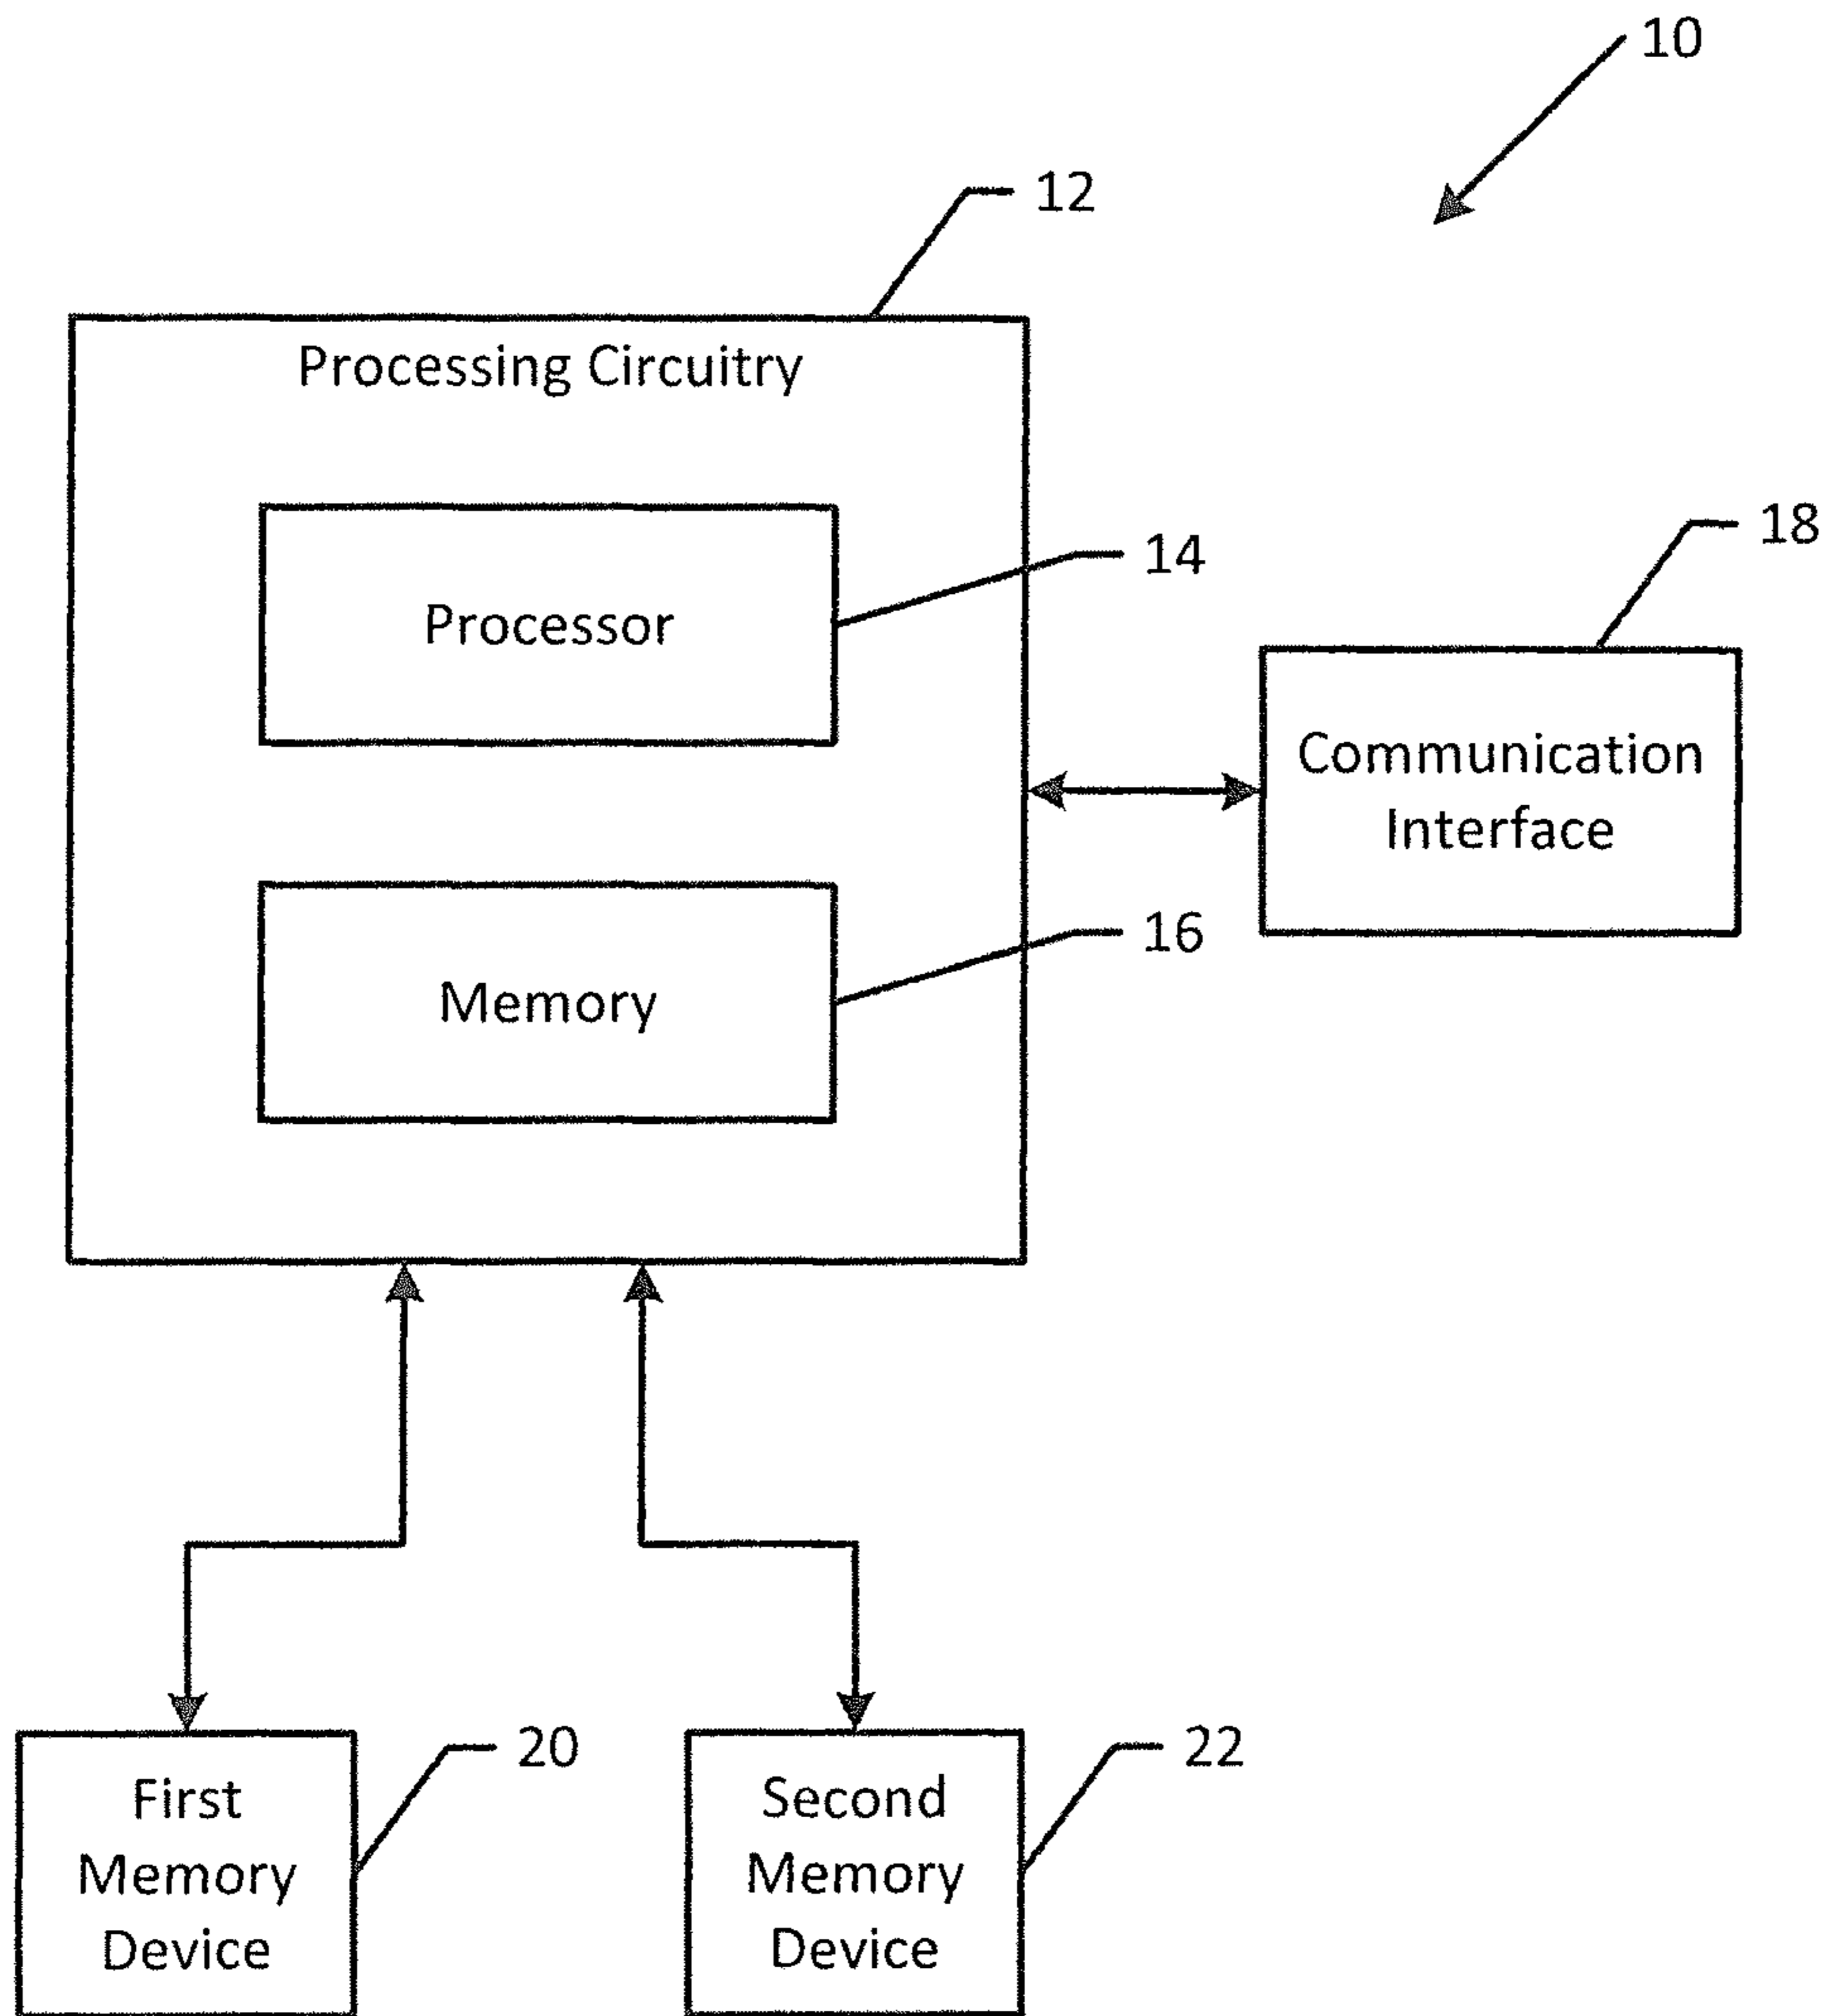 10
12
Processing Circuitry
14
Processor
18
Communication
Interface
16
Memory
20
First
Memory
Device
22
Second
Memory
Device